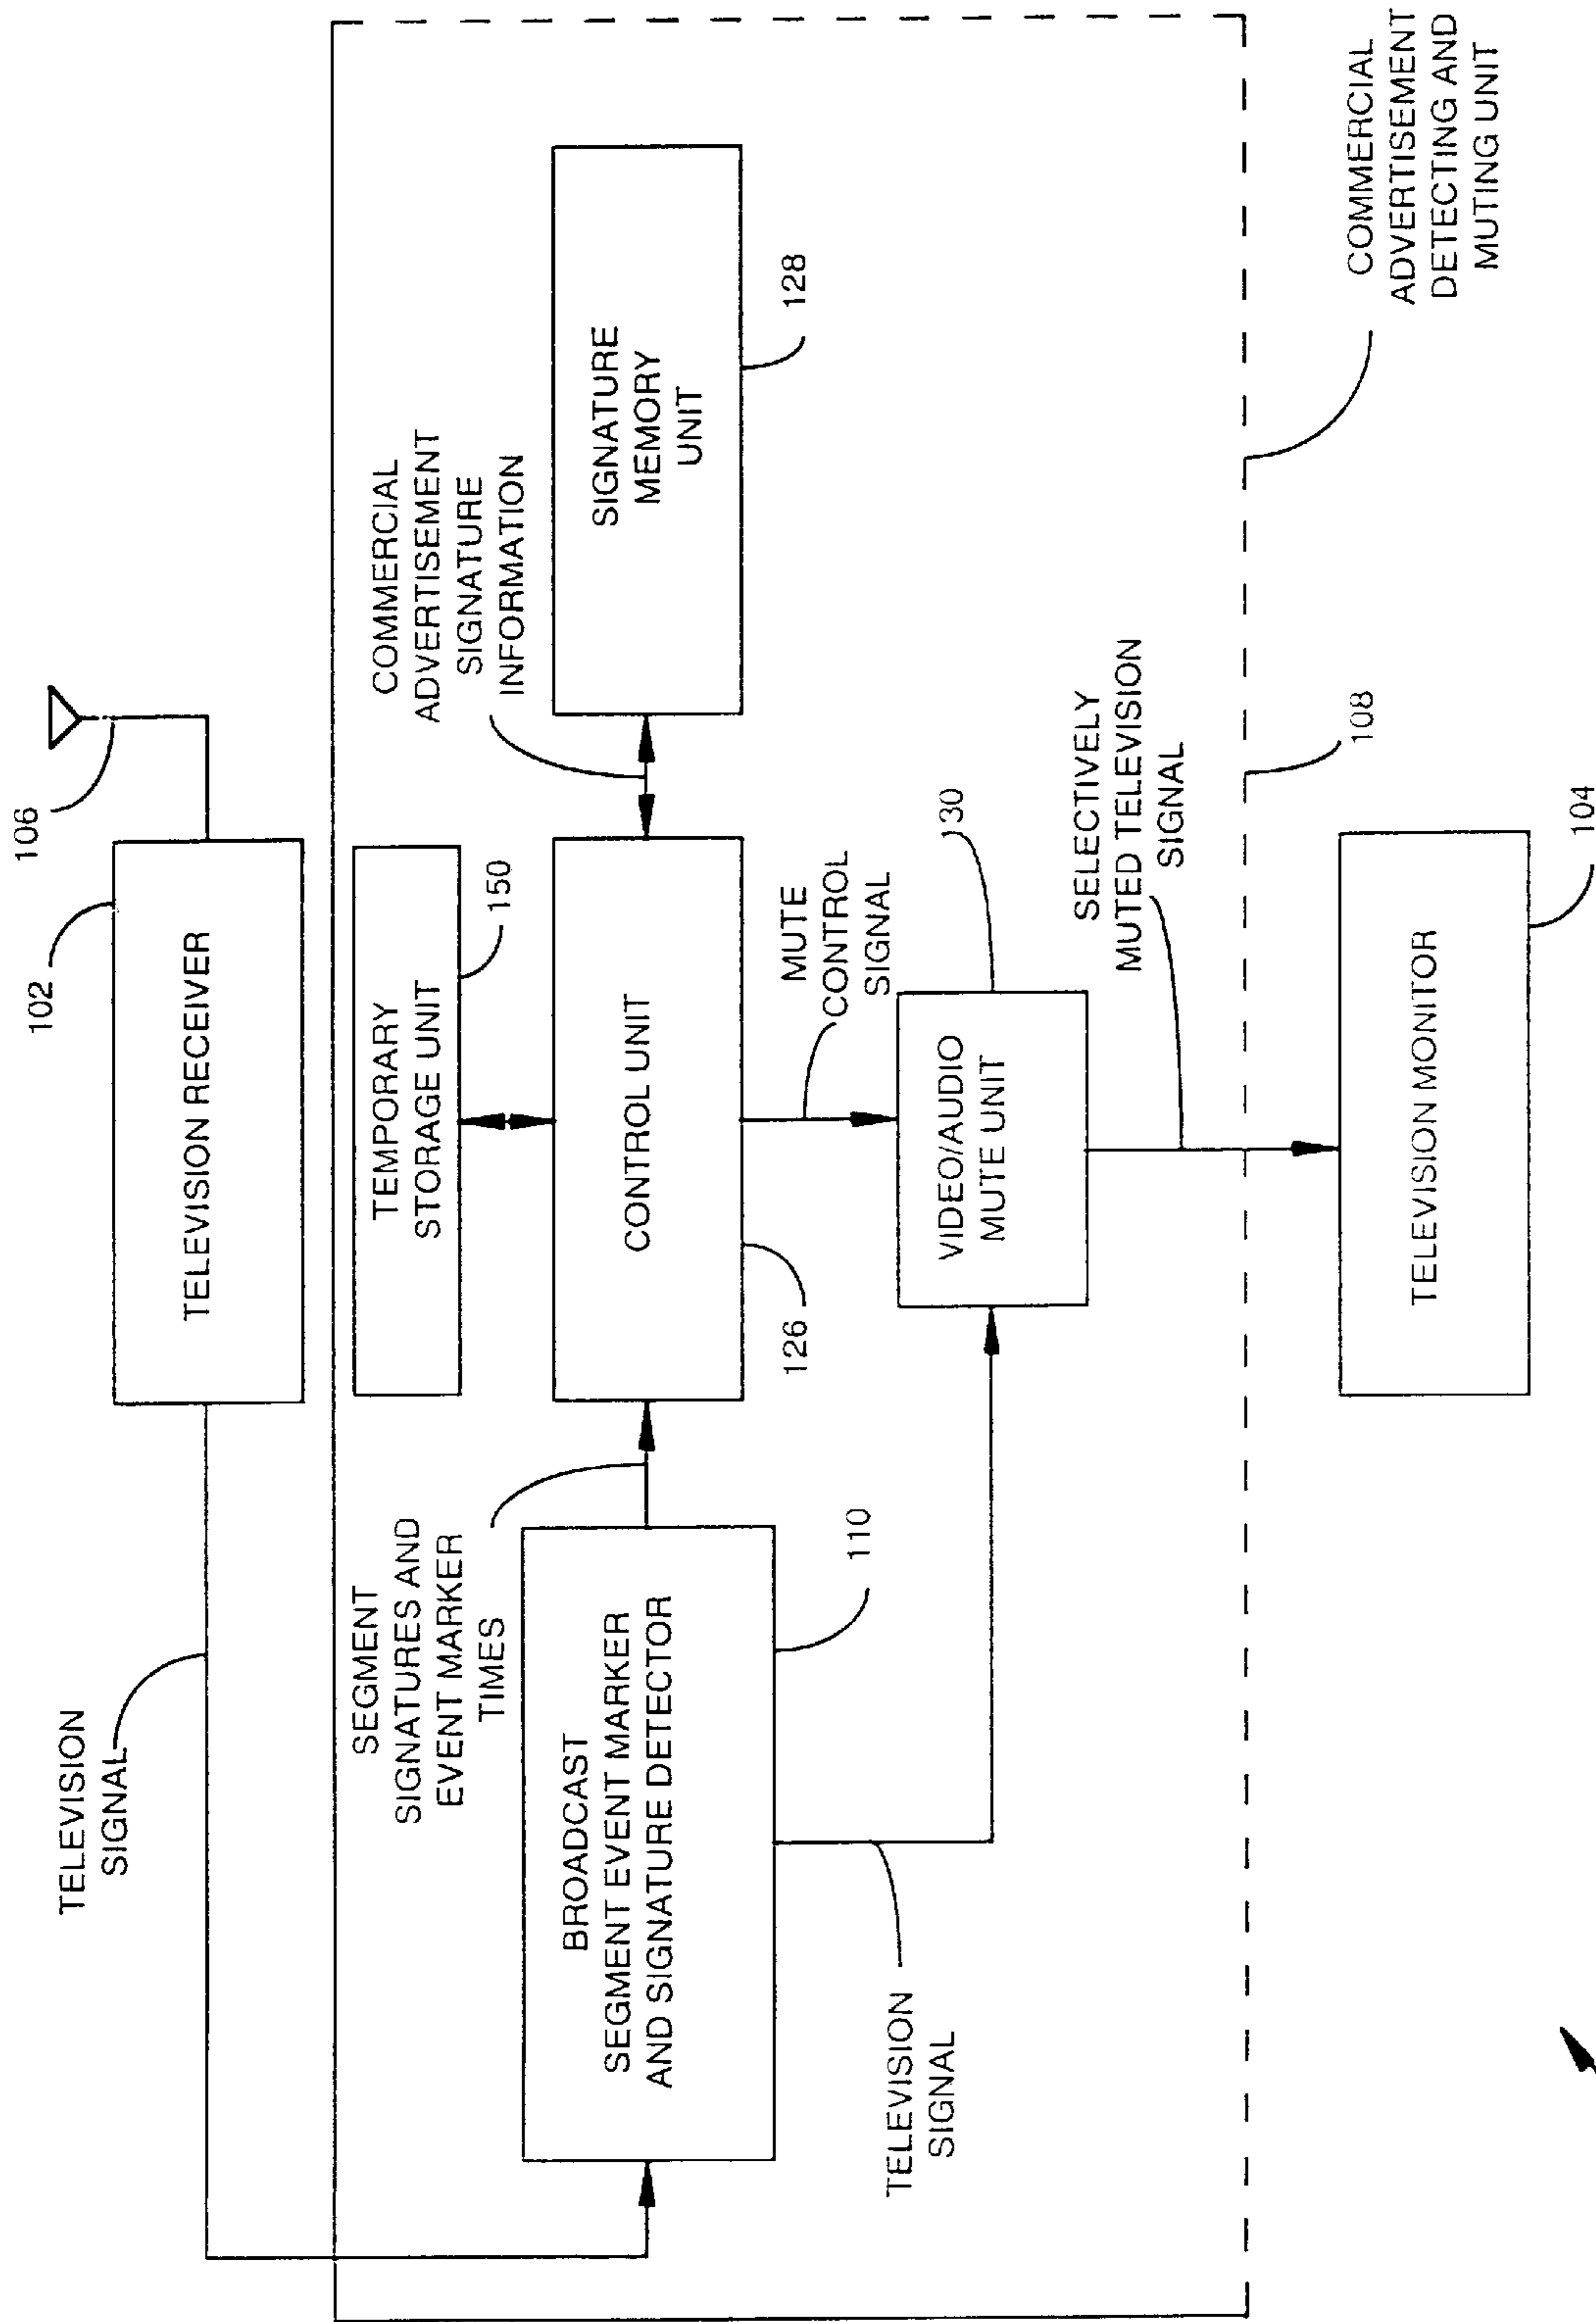 106
102
TELEVISION RECEIVER
TELEVISION
SIGNAL
TEMPORARY
STORAGE UNIT
150
COMMERCIAL
ADVERTISEMENT
SIGNATURE
INFORMATION
SEGMENT
SIGNATURES AND
EVENT MARKER
TIMES
BROADCAST
SEGMENT EVENT MARKER
AND SIGNATURE DETECTOR
110
CONTROL UNIT
126
SIGNATURE
MEMORY
UNIT
128
MUTE
CONTROL
SIGNAL
TELEVISION
SIGNAL
VIDEO/AUDIO
MUTE UNIT
130
SELECTIVELY
MUTED TELEVISION
SIGNAL
108
COMMERCIAL
ADVERTISEMENT
DETECTING AND
MUTING UNIT
TELEVISION MONITOR
104